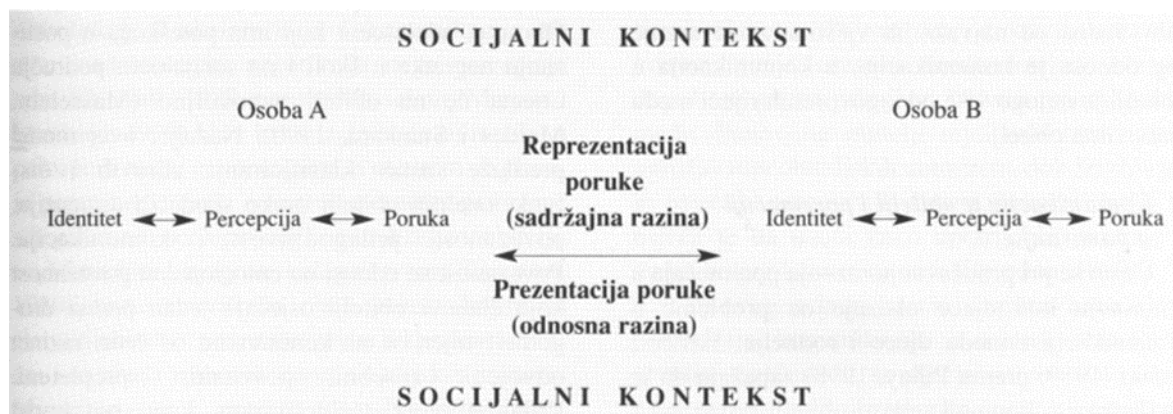 SOCIJALNI KONTEKST
Osoba A
Osoba B
Reprezentacija
poruke
(sadržajna razina)
Identitet Percepcija Poruka
Identitet Percepcija Poruka
Prezentacija poruke
(odnosna razina)
SOCIJALNI KONTEKST